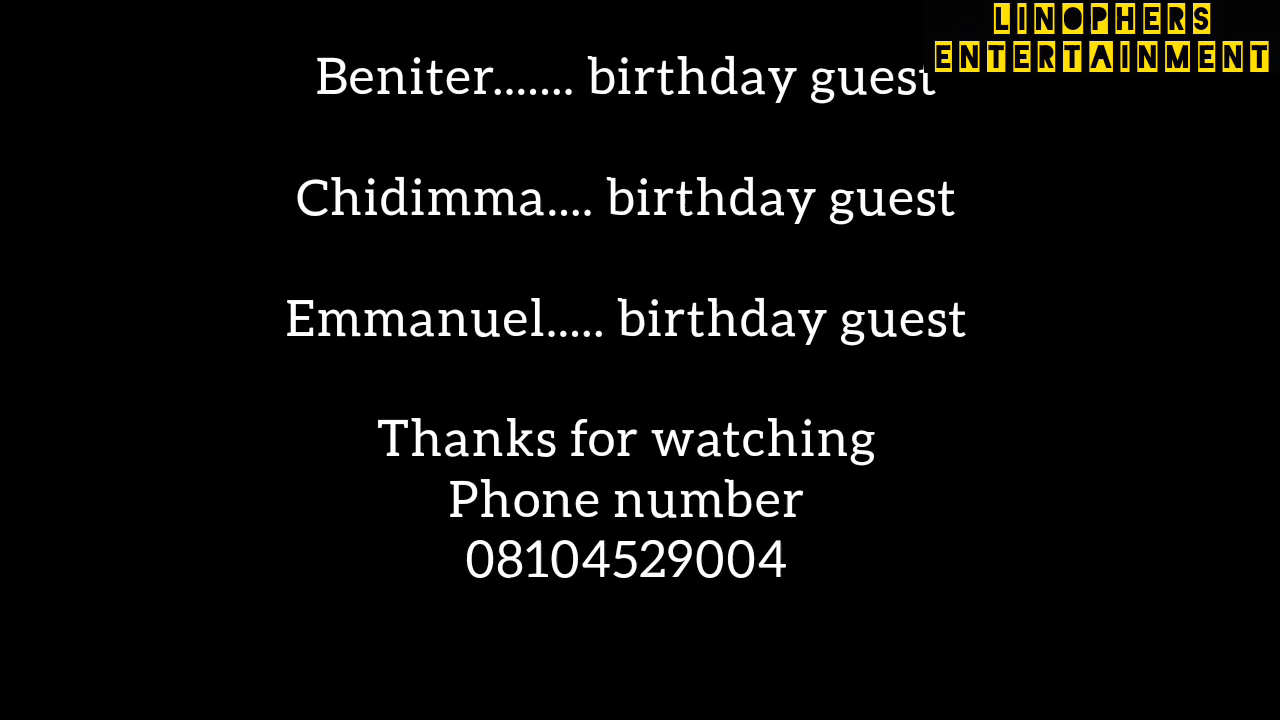 LINOPHERS
ENTERTAINMENT
Beniter....... birthday guest
Chidimma.... birthday guest
Emmanuel..... birthday guest
Thanks for watching
Phone number
08104529004